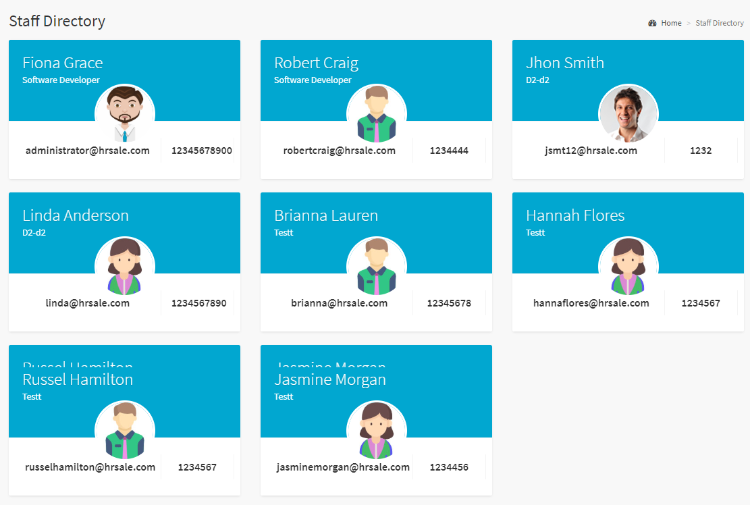 Staff Directory
Home > Staff Directory
Fiona Grace
Software Developer
administrator@hrsale.com 12345678900
Robert Craig
Software Developer
robertcraig@hrsale.com 1234444
Jhon Smith
D2-d2
jsmt12@hrsale.com 1232
Linda Anderson
D2-d2
linda@hrsale.com 1234567890
Brianna Lauren
Testt
brianna@hrsale.com 12345678
Hannah Flores
Testt
hannaflores@hrsale.com 1234567
Russel Hamilton
Russel Hamilton
Testt
russelhamilton@hrsale.com 1234567
Jasmine Morgan
Jasmine Morgan
Testt
jasminemorgan@hrsale.com 1234456